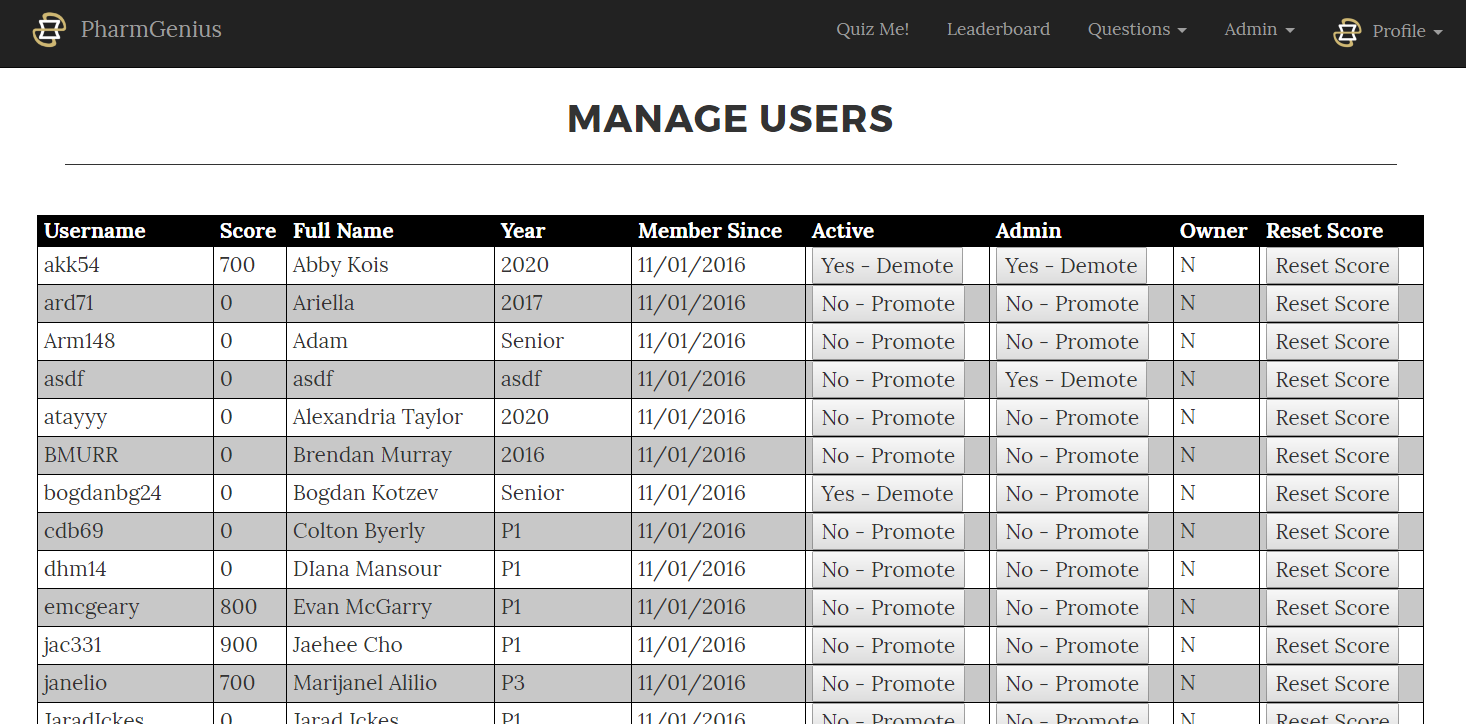 PharmGenius Quiz Me! Leaderboard Questions Admin Profile
MANAGE USERS
Username Score Full Name Year Member Since Active Admin Owner Reset Score
akk54 700 Abby Kois 2020 11/01/2016 Yes - Demote Yes - Demote N Reset Score
ard71 0 Ariella 2017 11/01/2016 No - Promote No - Promote N Reset Score
Arm148 0 Adam Senior 11/01/2016 No - Promote No - Promote N Reset Score
asdf 0 asdf asdf 11/01/2016 No - Promote Yes - Demote N Reset Score
atayyy 0 Alexandria Taylor 2020 11/01/2016 No - Promote No - Promote N Reset Score
BMURR 0 Brendan Murray 2016 11/01/2016 No - Promote No - Promote N Reset Score
bogdanbg24 0 Bogdan Kotzev Senior 11/01/2016 Yes - Demote No - Promote N Reset Score
cdb69 0 Colton Byerly P1 11/01/2016 No - Promote No - Promote N Reset Score
dhm14 0 DIana Mansour P1 11/01/2016 No - Promote No - Promote N Reset Score
emcgeary 800 Evan McGarry P1 11/01/2016 No - Promote No - Promote N Reset Score
jac331 900 Jaehee Cho P1 11/01/2016 No - Promote No - Promote N Reset Score
janelio 700 Marijanel Alilio P3 11/01/2016 No - Promote No - Promote N Reset Score
JaradIckes 0 Jarad Ickes P1 11/01/2016 No - Promote No - Promote N Reset Score